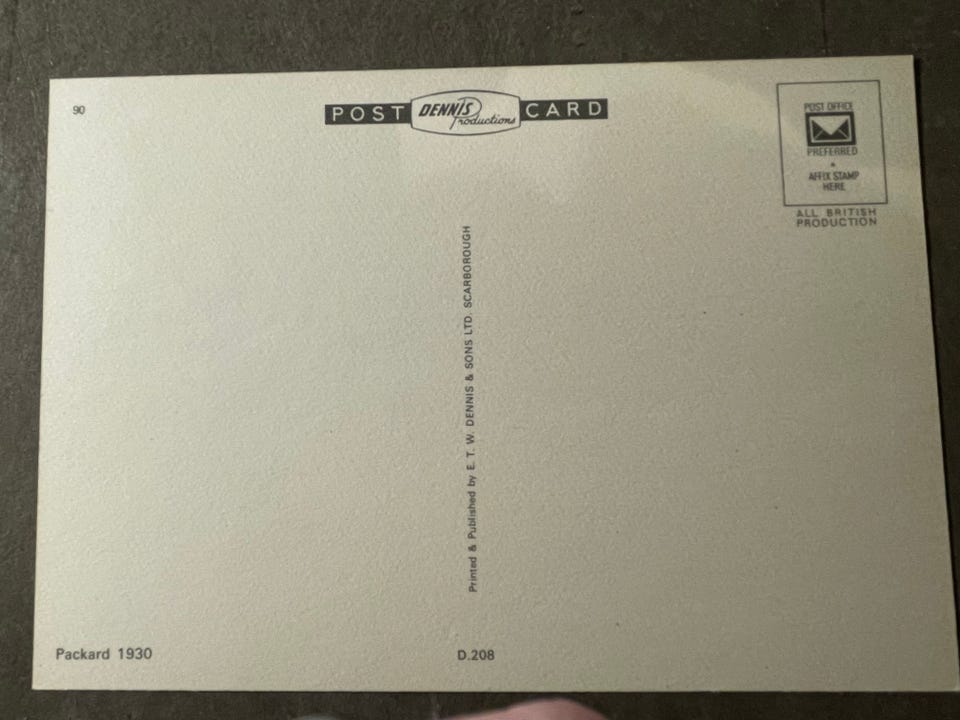 90
POST DENNIS Productions CARD
POST OFFICE
PREFERRED
AFFIX STAMP
HERE
ALL BRITISH
PRODUCTION
Printed & Published by E. T. W. DENNIS & SONS LTD. SCARBOROUGH
Packard 1930
D.208